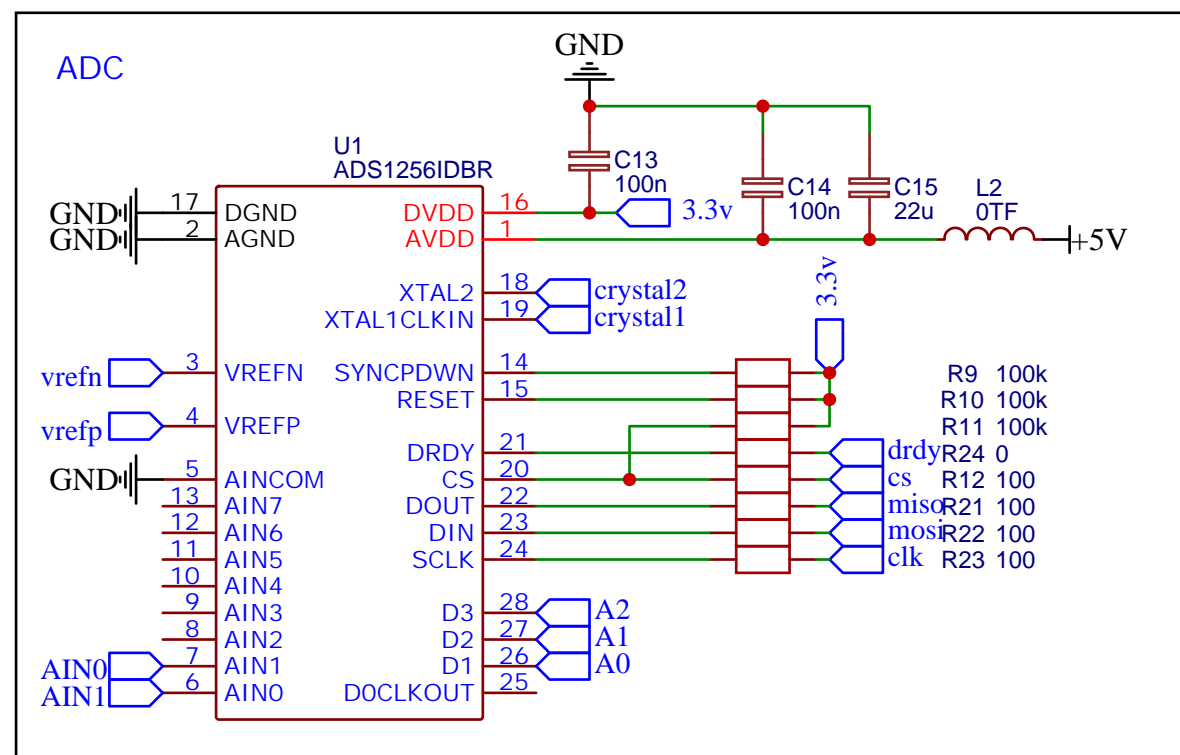 ADC
GND
U1
ADS1256IDBR
C13
100n
C14
100n
C15
22u
L2
0TF
GND 17 DGND
GND 2 AGND
DVDD 16 3.3v
AVDD 1 +5V
XTAL2 18 crystal2
XTAL1CLKIN 19 crystal1
3.3v
vrefn 3 VREFN
vrefp 4 VREFP
SYNCPDWN 14 R9 100k
RESET 15 R10 100k
R11 100k
DRDY 21 drdy R24 0
GND 5 AINCOM CS 20 cs R12 100
13 AIN7 DOUT 22 miso R21 100
12 AIN6 DIN 23 mosi R22 100
11 AIN5 SCLK 24 clk R23 100
10 AIN4
9 AIN3 D3 28 A2
8 AIN2 D2 27 A1
AIN0 7 AIN1 D1 26 A0
AIN1 6 AIN0 D0CLKOUT 25